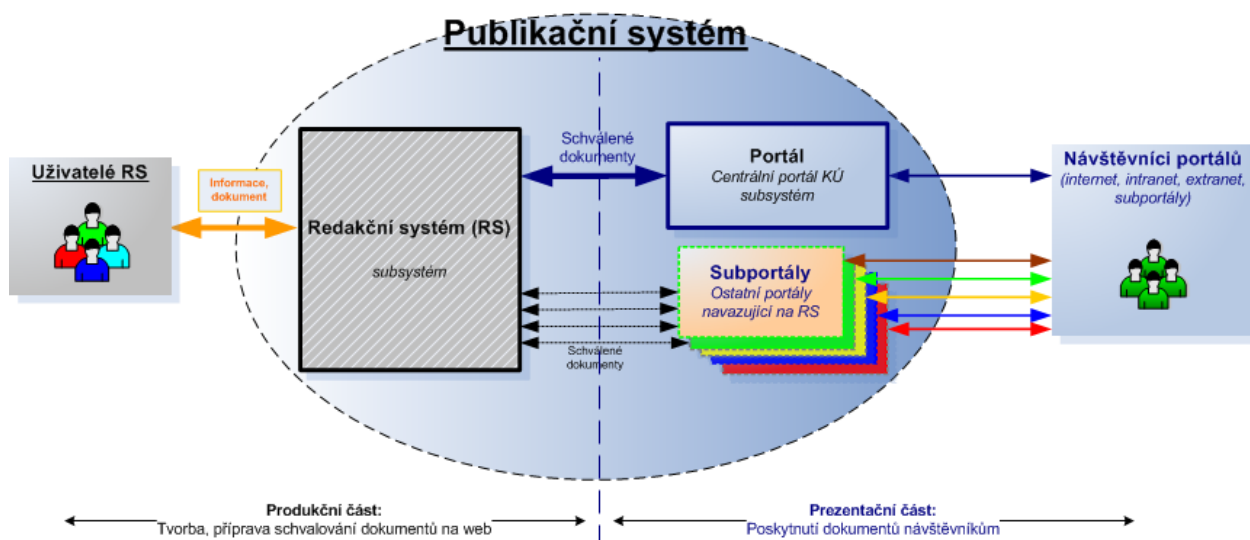 Publikační systém
Uživatelé RS
Informace,
dokument
Redakční systém (RS)
subsystém
Schválené
dokumenty
Portál
Centrální portál KÚ
subsystém
Subportály
Ostatní portály
navazující na RS
Schválené
dokumenty
Návštěvníci portálů
(internet, intranet, extranet,
subportály)
Produkční část:
Tvorba, příprava schvalování dokumentů na web
Prezentační část:
Poskytnutí dokumentů návštěvníkům